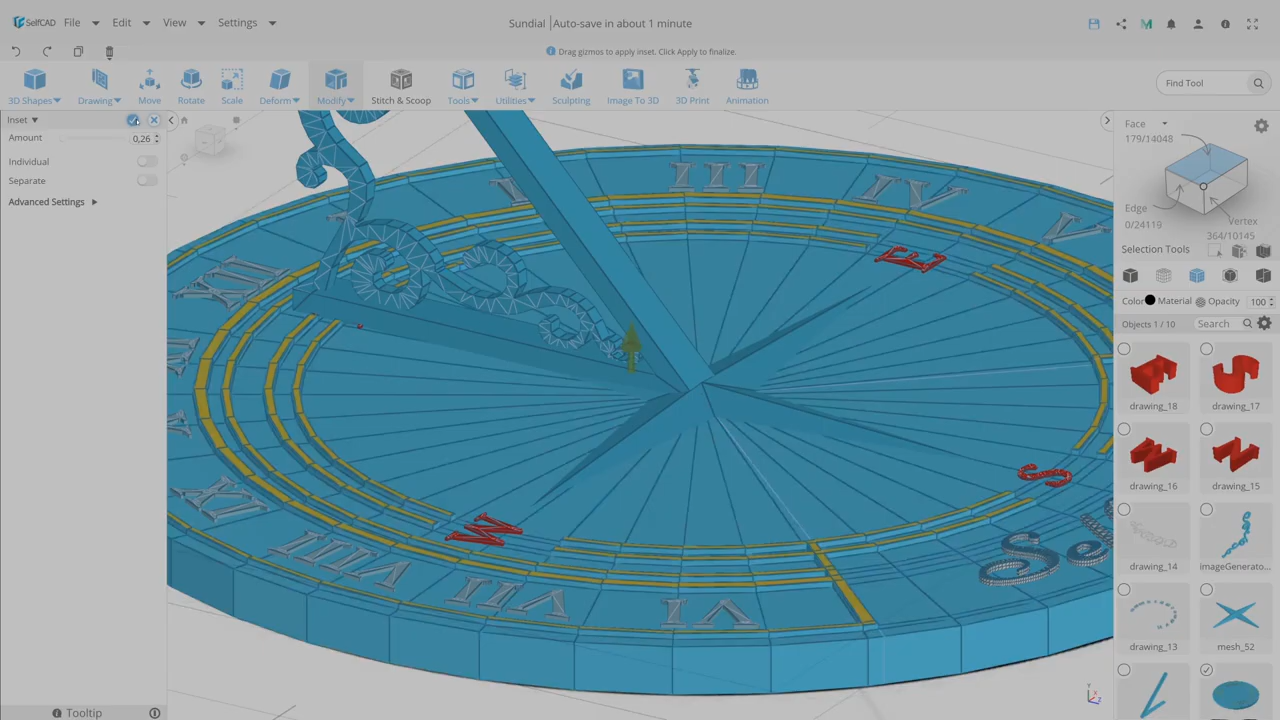 SelfCAD File Edit View Settings Sundial Auto-save in about 1 minute
Drag gizmos to apply inset. Click Apply to finalize.
3D Shapes Drawing Move Rotate Scale Deform Modify Stitch & Scoop Tools Utilities Sculpting Image To 3D 3D Print Animation Find Tool
Inset
Amount 0,26
Individual
Separate
Advanced Settings
Face
179/14048
Edge
0/24119
Vertex
364/10145
Selection Tools
Color Material Opacity 100
Objects 1 / 10 Search
drawing_18 drawing_17
drawing_16 drawing_15
drawing_14 imageGenerato...
drawing_13 mesh_52
III IV
V
E
S
W
XI
VIII
VII
VI
Se
Tooltip